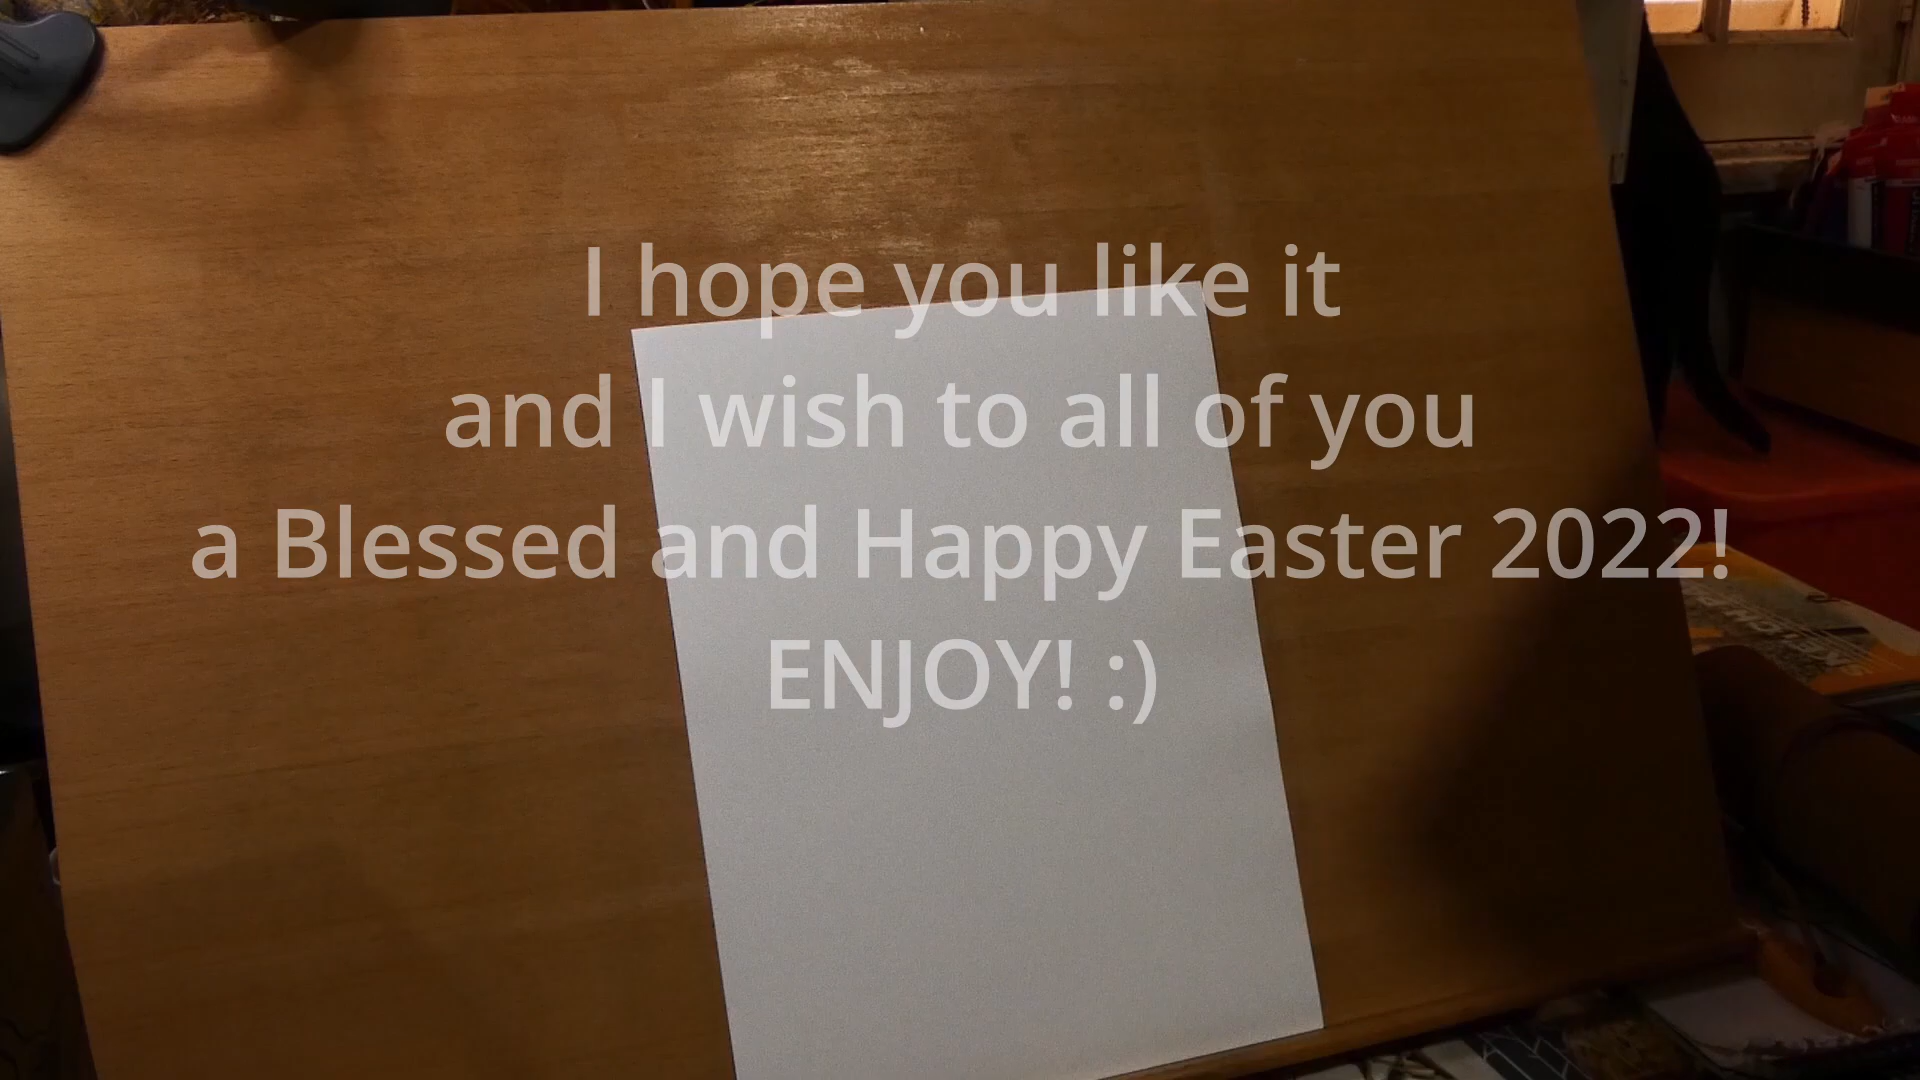 I hope you like it
and I wish to all of you
a Blessed and Happy Easter 2022!
ENJOY! :)